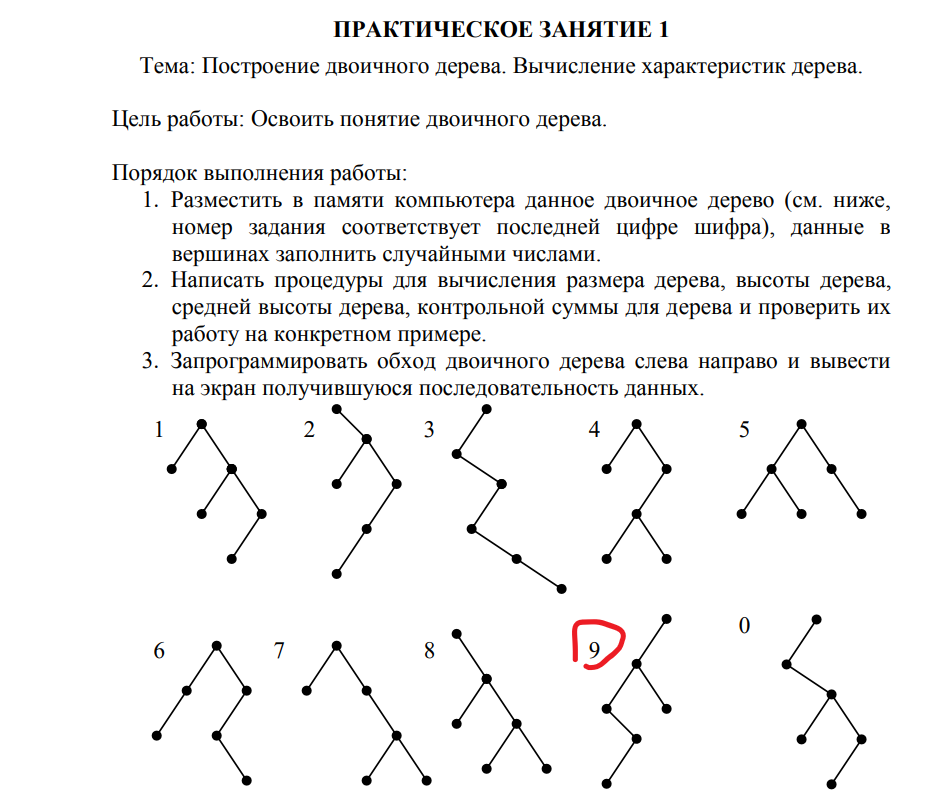 ПРАКТИЧЕСКОЕ ЗАНЯТИЕ 1
Тема: Построение двоичного дерева. Вычисление характеристик дерева.
Цель работы: Освоить понятие двоичного дерева.
Порядок выполнения работы:
1. Разместить в памяти компьютера данное двоичное дерево (см. ниже,
номер задания соответствует последней цифре шифра), данные в
вершинах заполнить случайными числами.
2. Написать процедуры для вычисления размера дерева, высоты дерева,
средней высоты дерева, контрольной суммы для дерева и проверить их
работу на конкретном примере.
3. Запрограммировать обход двоичного дерева слева направо и вывести
на экран получившуюся последовательность данных.
1 2 3 4 5
6 7 8 9 0